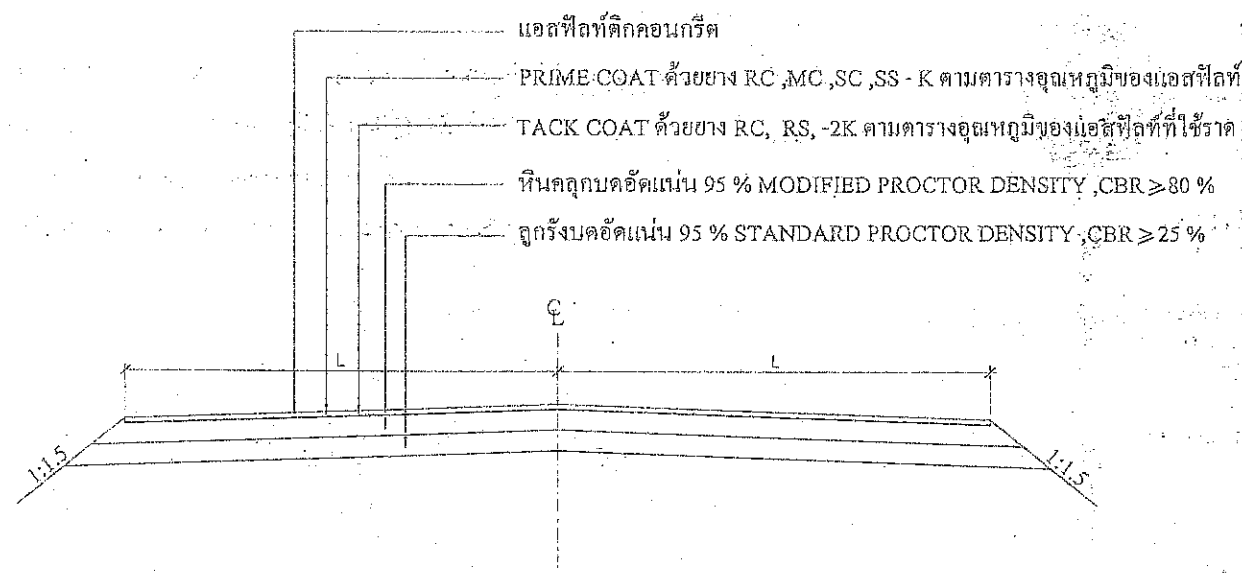 แอสฟัลท์ติกคอนกรีต
PRIME COAT ด้วยยาง RC ,MC ,SC ,SS - K ตามตารางอุณหภูมิของแอสฟัลท์
TACK COAT ด้วยยาง RC, RS, -2K ตามตารางอุณหภูมิของแอสฟัลท์ที่ใช้ราด
หินคลุกบดอัดแน่น 95 % MODIFIED PROCTOR DENSITY ,CBR ≥ 80 %
ลูกรังบดอัดแน่น 95 % STANDARD PROCTOR DENSITY ,CBR ≥ 25 %
℄
L L
1:1.5 1:1.5